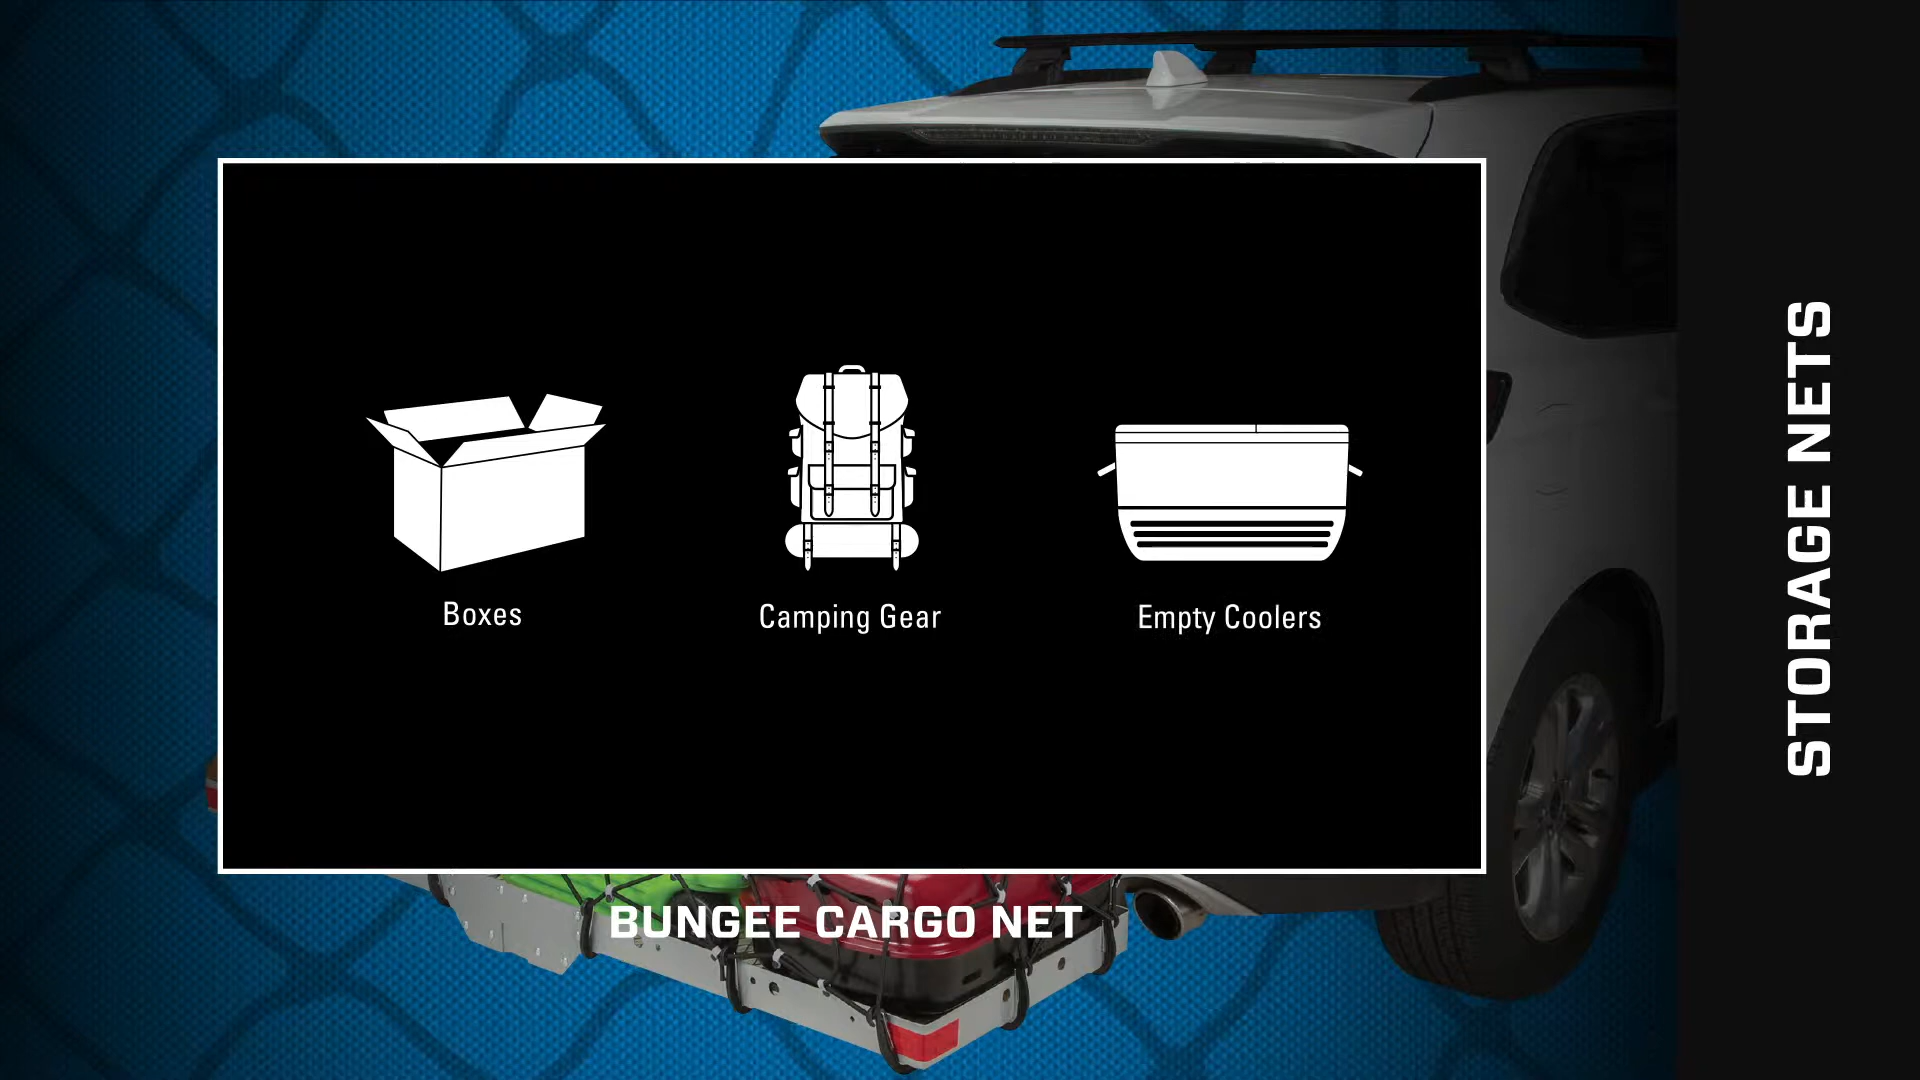 Boxes
Camping Gear
Empty Coolers
BUNGEE CARGO NET
STORAGE NETS